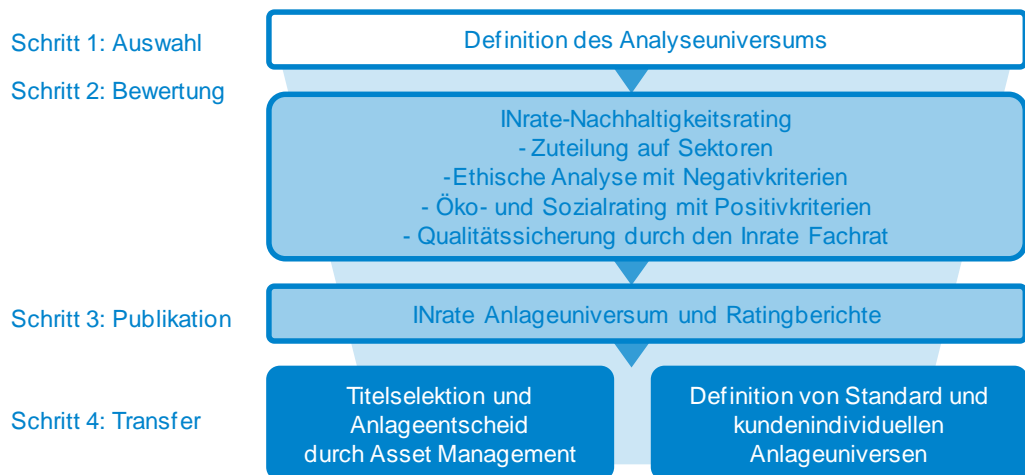 Schritt 1: Auswahl
Definition des Analyseuniversums
Schritt 2: Bewertung
INrate-Nachhaltigkeitsrating
- Zuteilung auf Sektoren
-Ethische Analyse mit Negativkriterien
- Öko- und Sozialrating mit Positivkriterien
- Qualitätssicherung durch den Inrate Fachrat
Schritt 3: Publikation
INrate Anlageuniversum und Ratingberichte
Schritt 4: Transfer
Titelselektion und
Anlageentscheid
durch Asset Management
Definition von Standard und
kundenindividuellen
Anlageuniversen